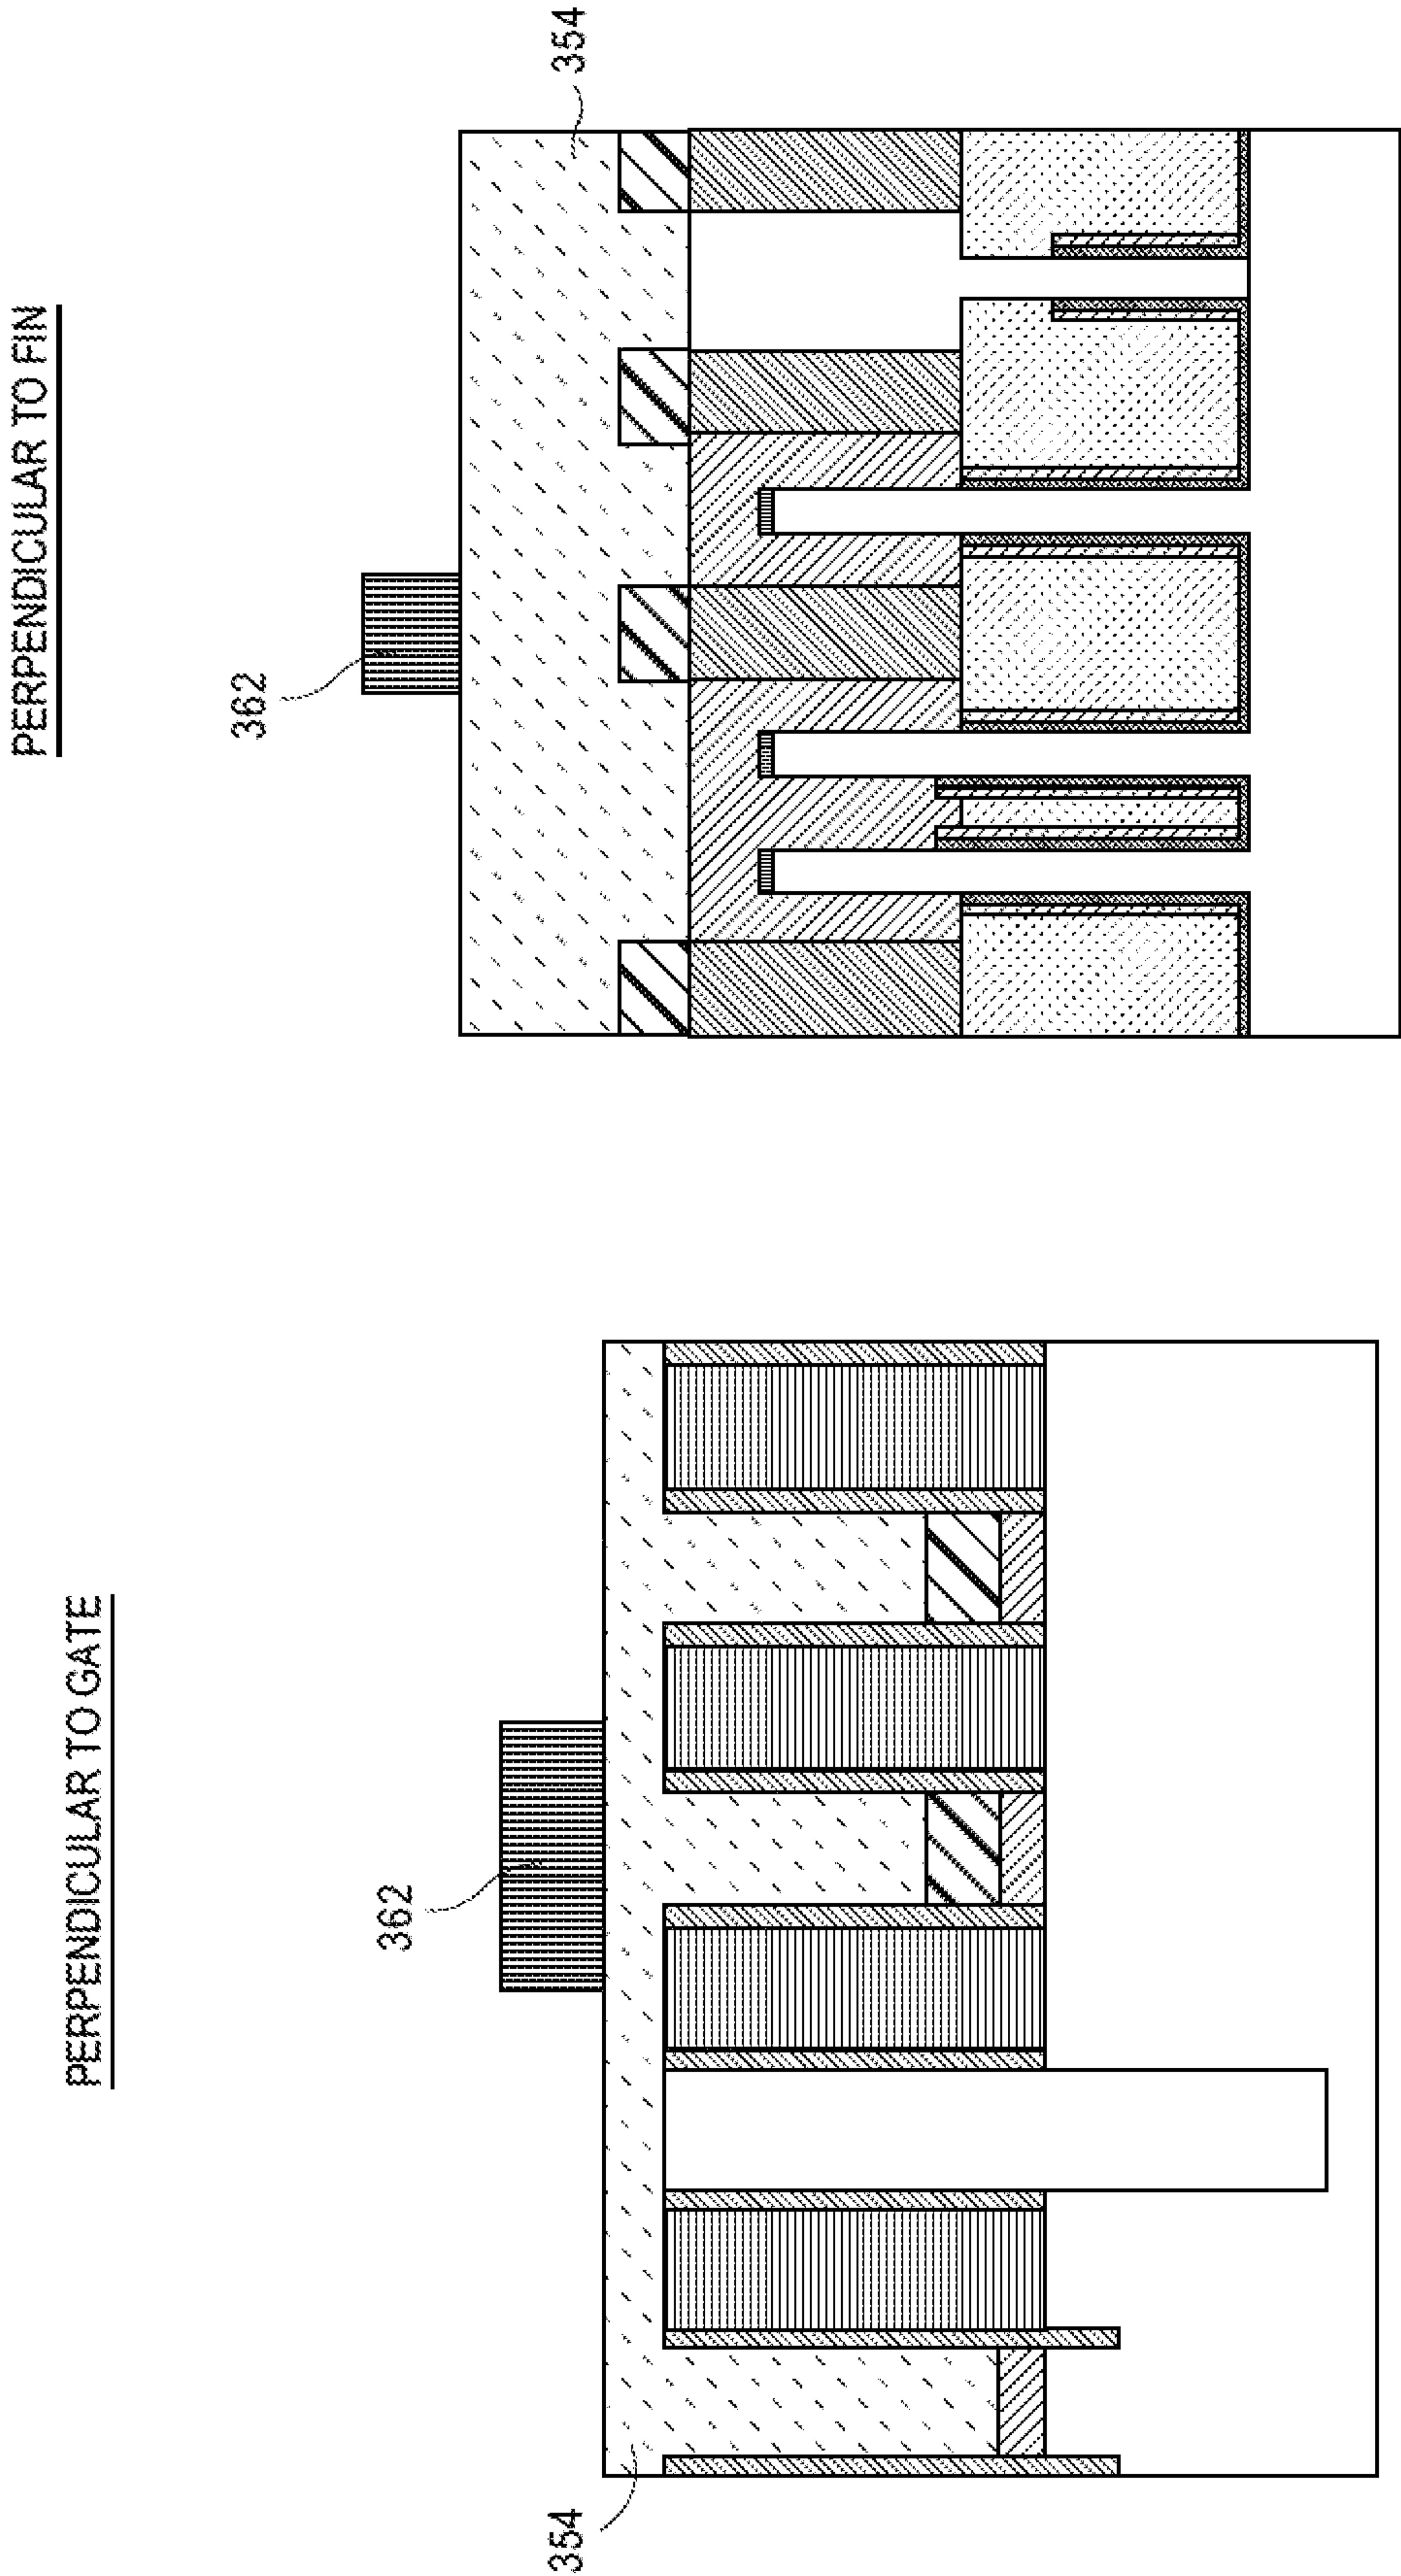 PERPENDICULAR TO GATE
362
354
PERPENDICULAR TO FIN
362
354